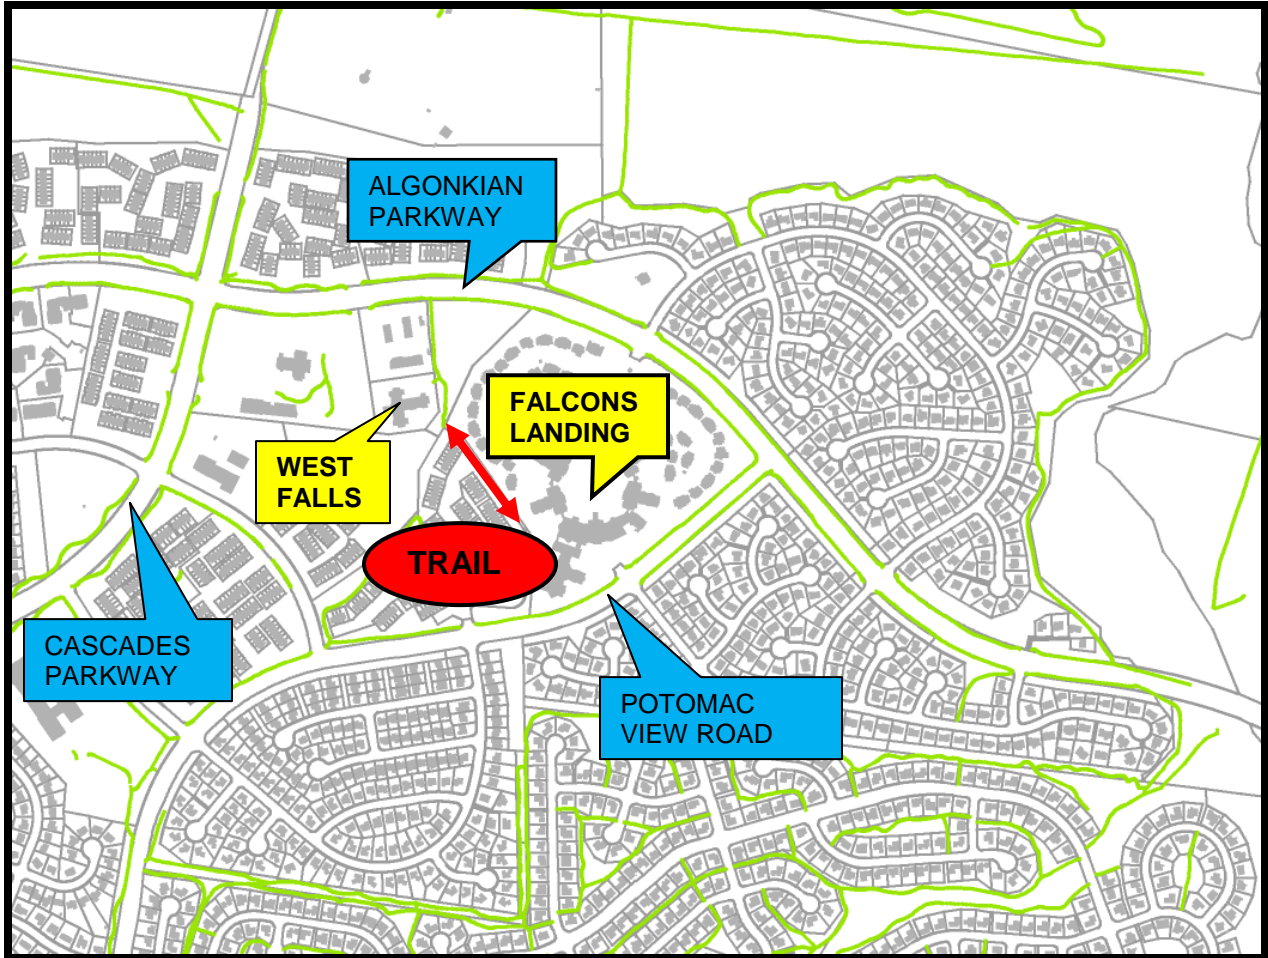 ALGONKIAN
PARKWAY
FALCONS
LANDING
WEST
FALLS
TRAIL
CASCADES
PARKWAY
POTOMAC
VIEW ROAD